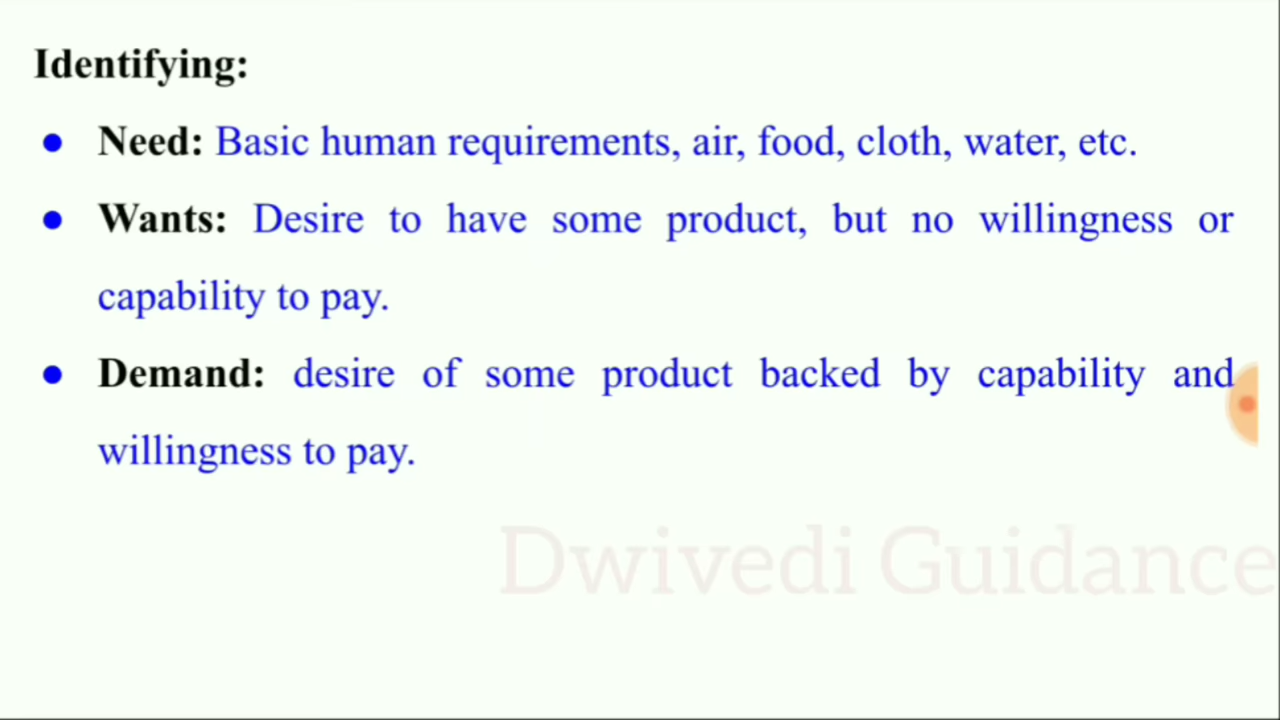 Identifying:
● Need: Basic human requirements, air, food, cloth, water, etc.
● Wants: Desire to have some product, but no willingness or
capability to pay.
● Demand: desire of some product backed by capability and
willingness to pay.
Dwivedi Guidance